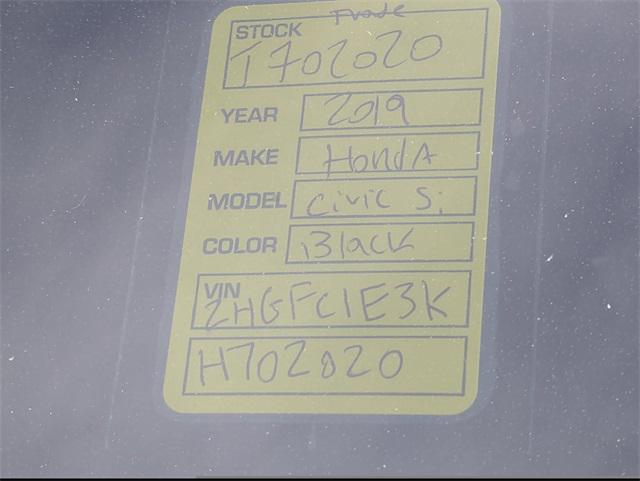 Trade
STOCK
T702020
YEAR 2019
MAKE HondA
MODEL Civic Si
COLOR Black
VIN
2HGFC1E3K
H702020